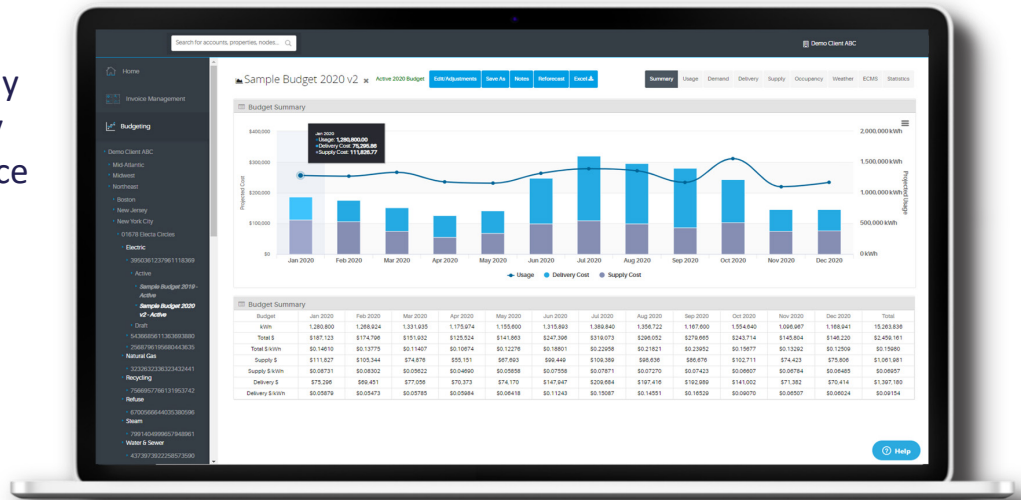 y
y
ce
Search for accounts, properties, nodes...
Demo Client ABC
Home
Invoice Management
Budgeting
Demo Client ABC
Mid-Atlantic
Midwest
Northeast
Boston
New Jersey
New York City
01678 Electa Circles
Electric
3950361237981118369
Active
Sample Budget 2019 -
Active
Sample Budget 2020
v2 - Active
Draft
5436685611363693880
2568796195680443635
Natural Gas
3232632336323432441
Recycling
7566957766131953742
Refuse
6700566644035380596
Steam
7991404999657948961
Water & Sewer
4373973922258573590
Sample Budget 2020 v2 x Active 2020 Budget Edit/Adjustments Save As Notes Reforecast Excel
Summary Usage Demand Delivery Supply Occupancy Weather ECMS Statistics
Budget Summary
$400,000
$300,000
$200,000
$100,000
$0
Projected Cost
Jan 2020
Usage: 1,280,800.00
Delivery Cost: 75,295.86
Supply Cost: 111,826.77
2,000,000 kWh
1,500,000 kWh
1,000,000 kWh
500,000 kWh
0 kWh
Projected Usage
Jan 2020 Feb 2020 Mar 2020 Apr 2020 May 2020 Jun 2020 Jul 2020 Aug 2020 Sep 2020 Oct 2020 Nov 2020 Dec 2020
Usage Delivery Cost Supply Cost
Budget Summary
Budget Jan 2020 Feb 2020 Mar 2020 Apr 2020 May 2020 Jun 2020 Jul 2020 Aug 2020 Sep 2020 Oct 2020 Nov 2020 Dec 2020 Total
kWh 1,280,800 1,268,924 1,331,935 1,175,974 1,155,600 1,315,893 1,389,840 1,356,722 1,167,600 1,554,640 1,096,967 1,168,941 15,263,836
Total $ $187,123 $174,796 $151,932 $125,524 $141,863 $247,396 $319,073 $296,052 $279,665 $243,714 $145,804 $146,220 $2,459,161
Total $/kWh $0.14610 $0.13775 $0.11407 $0.10674 $0.12276 $0.18801 $0.22958 $0.21821 $0.23952 $0.15677 $0.13292 $0.12509 $0.15980
Supply $ $111,827 $105,344 $74,876 $55,151 $67,693 $99,449 $109,389 $98,636 $86,676 $102,711 $74,423 $75,806 $1,061,981
Supply $/kWh $0.08731 $0.08302 $0.05622 $0.04690 $0.05858 $0.07558 $0.07871 $0.07270 $0.07423 $0.06607 $0.06784 $0.06485 $0.06957
Delivery $ $75,296 $69,451 $77,056 $70,373 $74,170 $147,947 $209,684 $197,416 $192,989 $141,002 $71,382 $70,414 $1,397,180
Delivery $/kWh $0.05879 $0.05473 $0.05785 $0.05984 $0.06418 $0.11243 $0.15087 $0.14551 $0.16529 $0.09070 $0.06507 $0.06024 $0.09154
Help